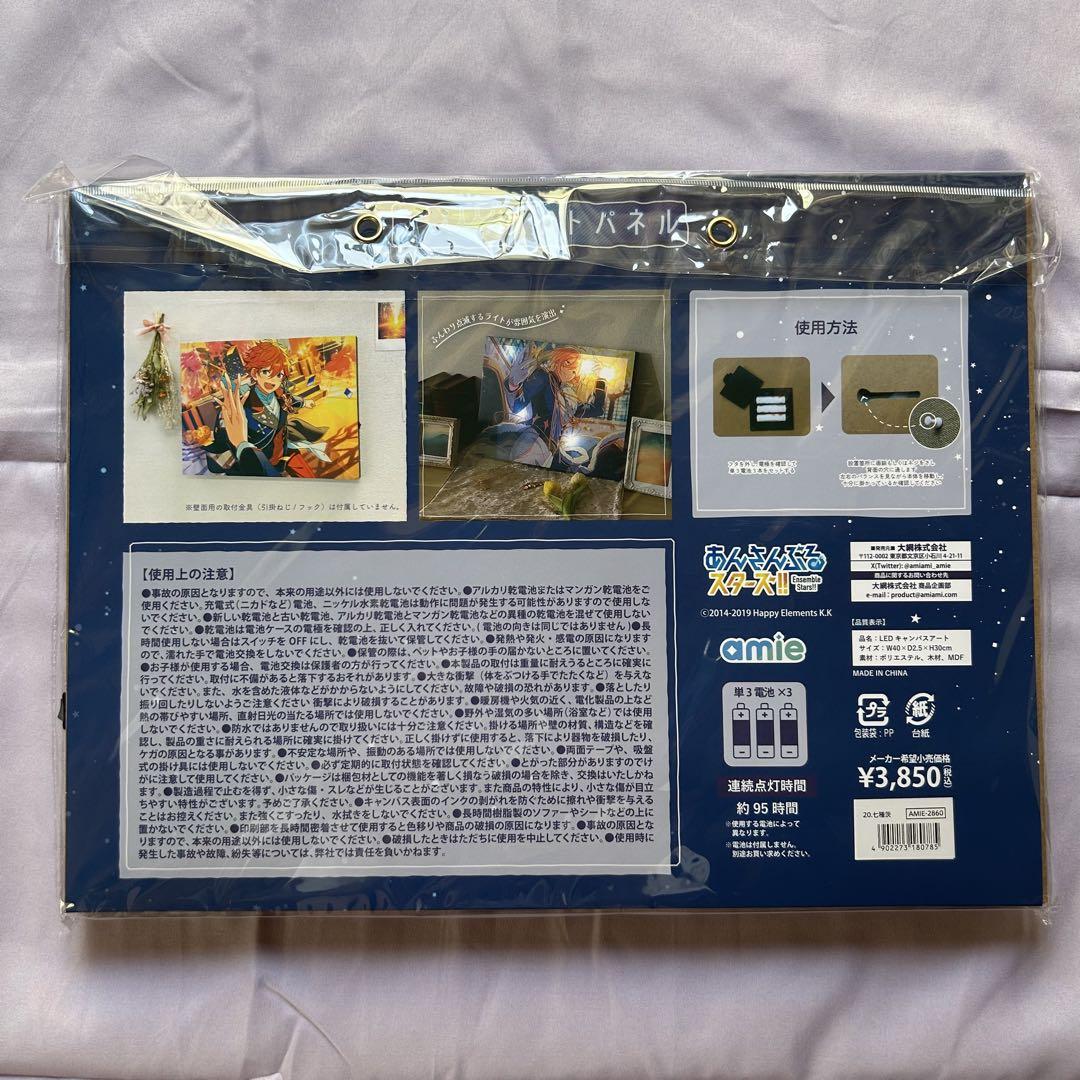 トパネル
※壁面用の取付金具（引掛ねじ/フック）は付属していません。
ふんわり点滅するライトが雰囲気を演出
使用方法
フタを外し、電極を確認して
単3電池3本をセットする
左右のバランスを見ながら本体を移動し、
十分に掛かっているか確認してください
【使用上の注意】
●事故の原因となりますので、本来の用途以外には使用しないでください。●アルカリ乾電池またはマンガン乾電池をご
使用ください。充電式（ニカドなど）電池、ニッケル水素乾電池は動作に問題が発生する可能性がありますので使用しな
いでください。●新しい乾電池と古い乾電池、アルカリ乾電池とマンガン乾電池などの異種の乾電池を混ぜて使用しない
でください。●乾電池は電池ケースの電極を確認の上、正しく入れてください。（電池の向きは同じではありません）●長
時間使用しない場合はスイッチをOFFにし、乾電池を抜いて保管してください。●発熱や発火・感電の原因になりますの
で、濡れた手で電池交換をしないでください。●保管の際は、ペットやお子様の手の届かないところに置いてください。
●お子様が使用する場合、電池交換は保護者の方が行ってください。●本製品の取付は重量に耐えうるところに確実に
行ってください。取付に不備があると落下するおそれがあります。●大きな衝撃（体をぶつける手でたたくなど）を与えな
いでください。また、水を含めた液体などがかからないようにしてください。故障や破損の恐れがあります。●落としたり
振り回したりしないようご注意ください 衝撃により破損することがあります。●暖房機や火気の近く、電化製品の上など
熱の帯びやすい場所、直射日光の当たる場所では使用しないでください。●野外や湿気の多い場所（浴室など）では使用
しないでください。●防水ではありませんので取り扱いには十分ご注意ください。掛ける場所や壁の材質、構造などを確
認し、製品の重さに耐えられる場所に確実に掛けてください。正しく掛けずに使用すると、落下により器物を破損したり、
ケガの原因となる事があります。●不安定な場所や、振動のある場所では使用しないでください。●両面テープや、吸盤
式の掛け具には使用しないでください。●必ず定期的に取付状態を確認してください。●とがった部分がありますのでけ
がに注意して使用してください。●パッケージは梱包材としての機能を著しく損なう破損の場合を除き、交換はいたしかね
ます。●製造過程で止むを得ず、小さな傷・スレなどが生じることがございます。また商品の特性により、小さな傷が目立
ちやすい特性がございます。予めご了承ください。●キャンバス表面のインクの剥がれを防ぐために擦れや衝撃を与える
ことはお控えください。また強くこすったり、水拭きをしないでください。●長時間樹脂製のソファーやシートなどの上に
置かないでください。●印刷部を長時間密着させて使用すると色移りや商品の破損の原因になります。●事故の原因とな
りますので、本来の用途以外には使用しないでください。●破損したときはただちに使用を中止してください。●使用時に
発生した事故や故障、紛失等については、弊社では責任を負いかねます。
あんさんぶる
スターズ!!
Ensemble
Stars!!
©2014-2019 Happy Elements K.K
amie
■発売元■ 大綱株式会社
〒112-0002 東京都文京区小石川 4-21-11
X(Twitter): @amiami_amie
商品に関するお問い合わせ先
大綱株式会社 商品企画部
e-mail：product@amiami.com
【品質表示】
品名：LED キャンバスアート
サイズ：W40×D2.5×H30cm
素材：ポリエステル、木材、MDF
MADE IN CHINA
単3電池×3
連続点灯時間
約95時間
※使用する電池によって
異なります。
※電池は付属しません。
別途お買い求めください。
プラ
包装袋：PP
紙
台紙
メーカー希望小売価格
¥3,850(税込)
20.七種茨
AMIE-2860
4 902273 180785